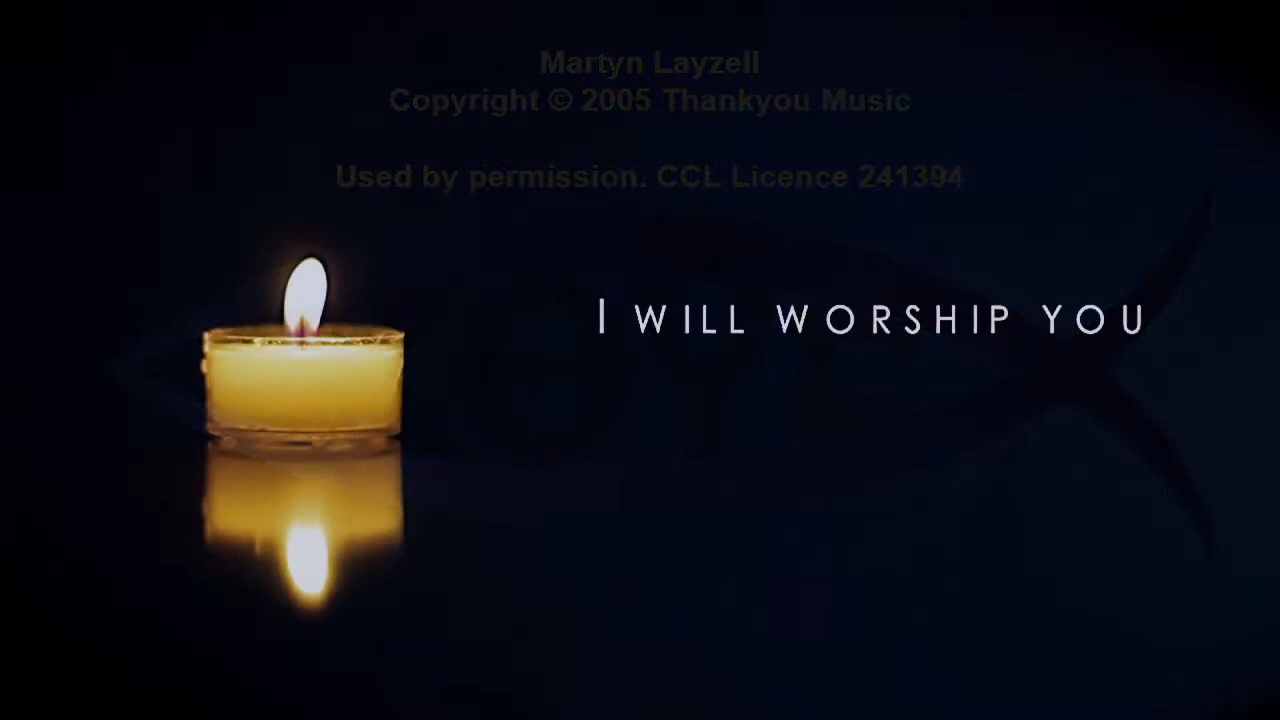 Martyn Layzell
Copyright © 2005 Thankyou Music
Used by permission. CCL Licence 241394
I WILL WORSHIP YOU